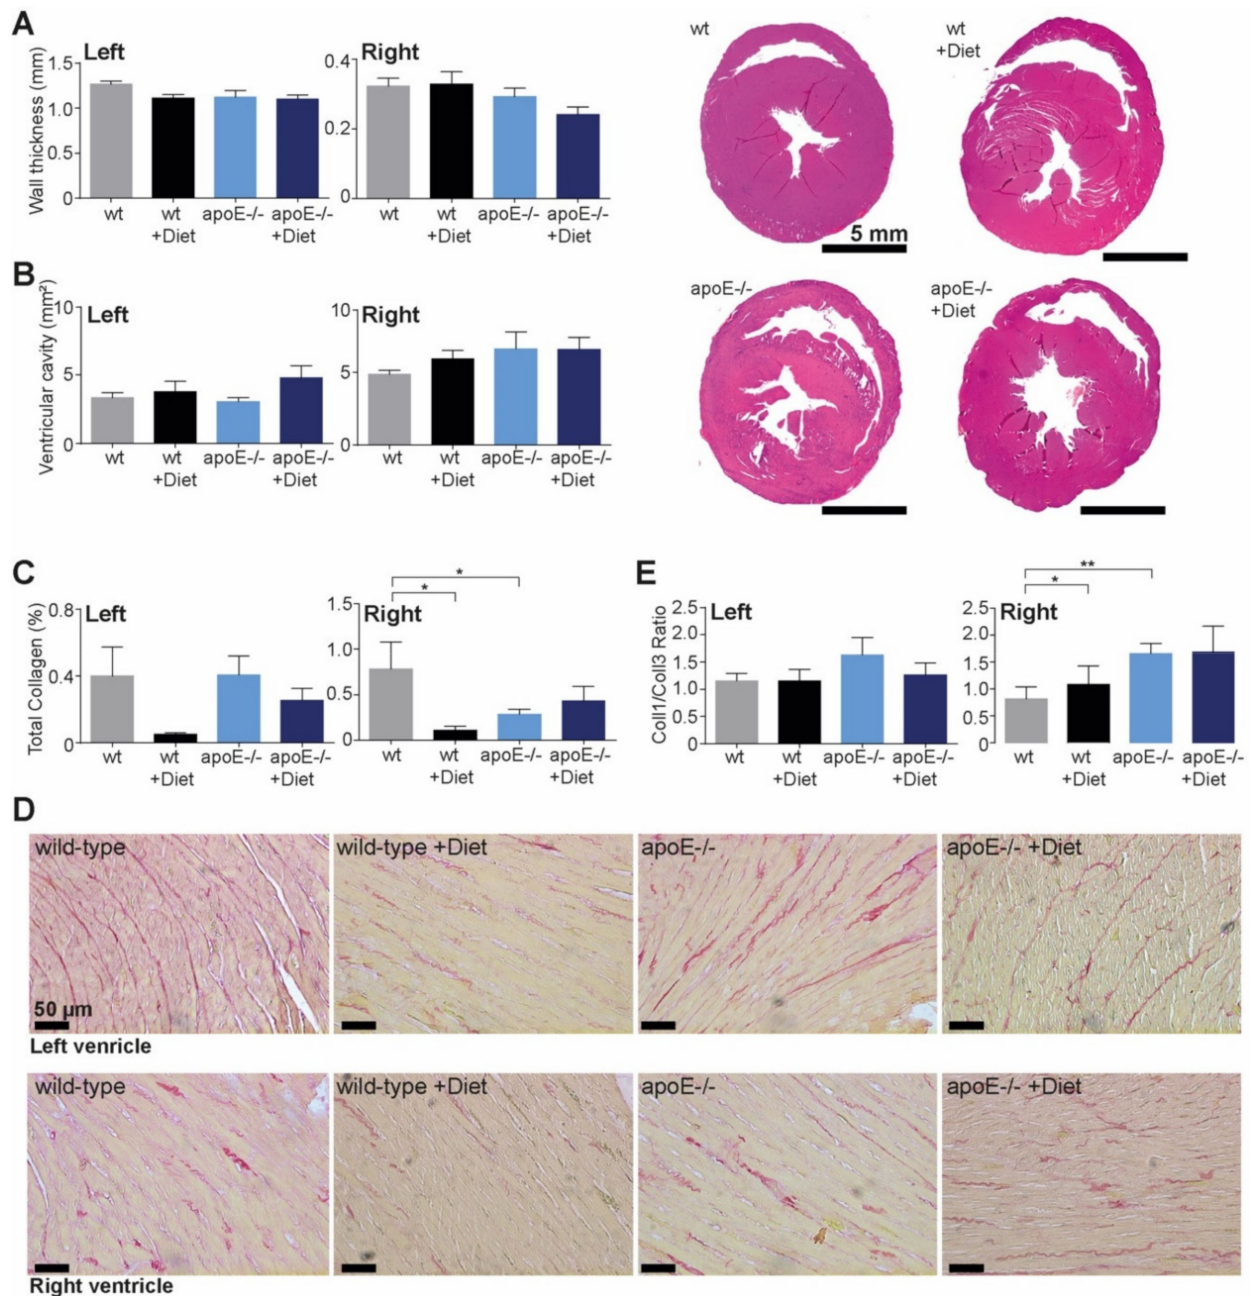 A
Left
Wall thickness (mm)
1.5
1.0
0.5
0
wt
wt
+Diet
apoE-/-
apoE-/-
+Diet
Right
0.4
0.2
0
wt
wt
+Diet
apoE-/-
apoE-/-
+Diet
wt
5 mm
wt
+Diet
apoE-/-
apoE-/-
+Diet
B
Left
Ventricular cavity (mm²)
10
5
0
wt
wt
+Diet
apoE-/-
apoE-/-
+Diet
Right
10
5
0
wt
wt
+Diet
apoE-/-
apoE-/-
+Diet
C
Left
Total Collagen (%)
0.8
0.4
0
wt
wt
+Diet
apoE-/-
apoE-/-
+Diet
*
*
Right
1.5
1.0
0.5
0
wt
wt
+Diet
apoE-/-
apoE-/-
+Diet
E
Left
Coll1/Coll3 Ratio
2.5
2.0
1.5
1.0
0.5
0
wt
wt
+Diet
apoE-/-
apoE-/-
+Diet
**
*
Right
2.5
2.0
1.5
1.0
0.5
0
wt
wt
+Diet
apoE-/-
apoE-/-
+Diet
D
wild-type
wild-type +Diet
apoE-/-
apoE-/- +Diet
50 µm
Left venricle
wild-type
wild-type +Diet
apoE-/-
apoE-/- +Diet
Right ventricle